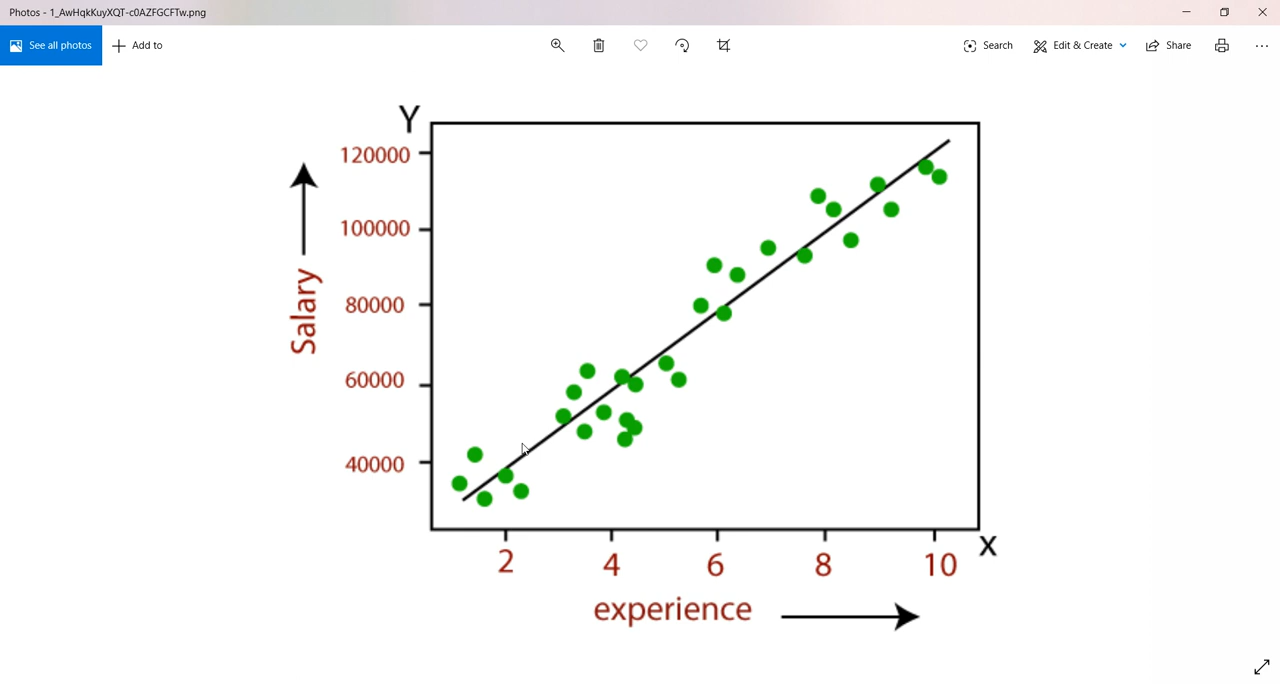 Photos - 1_AwHqkKuyXQT-c0AZFGCFTw.png
See all photos
Add to
Search
Edit & Create
Share
Y
120000
100000
80000
60000
40000
Salary
2 4 6 8 10
X
experience